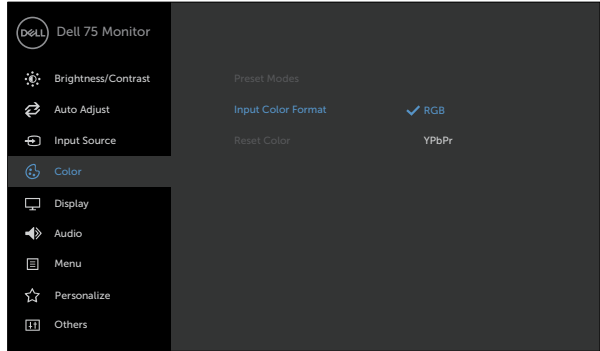 DELL
Dell 75 Monitor
Brightness/Contrast
Auto Adjust
Input Source
Color
Display
Audio
Menu
Personalize
Others
Preset Modes
Input Color Format
Reset Color
RGB
YPbPr